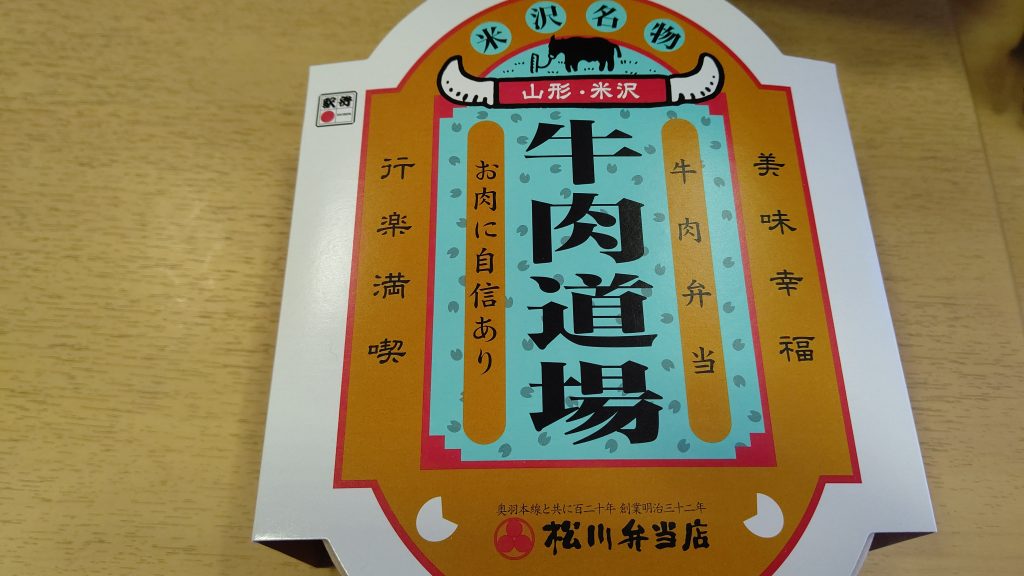 米沢名物
山形・米沢
駅弁
美味幸福
牛肉弁当
牛肉道場
お肉に自信あり
行楽満喫
奥羽本線と共に百二十年 創業明治三十二年
松川弁当店